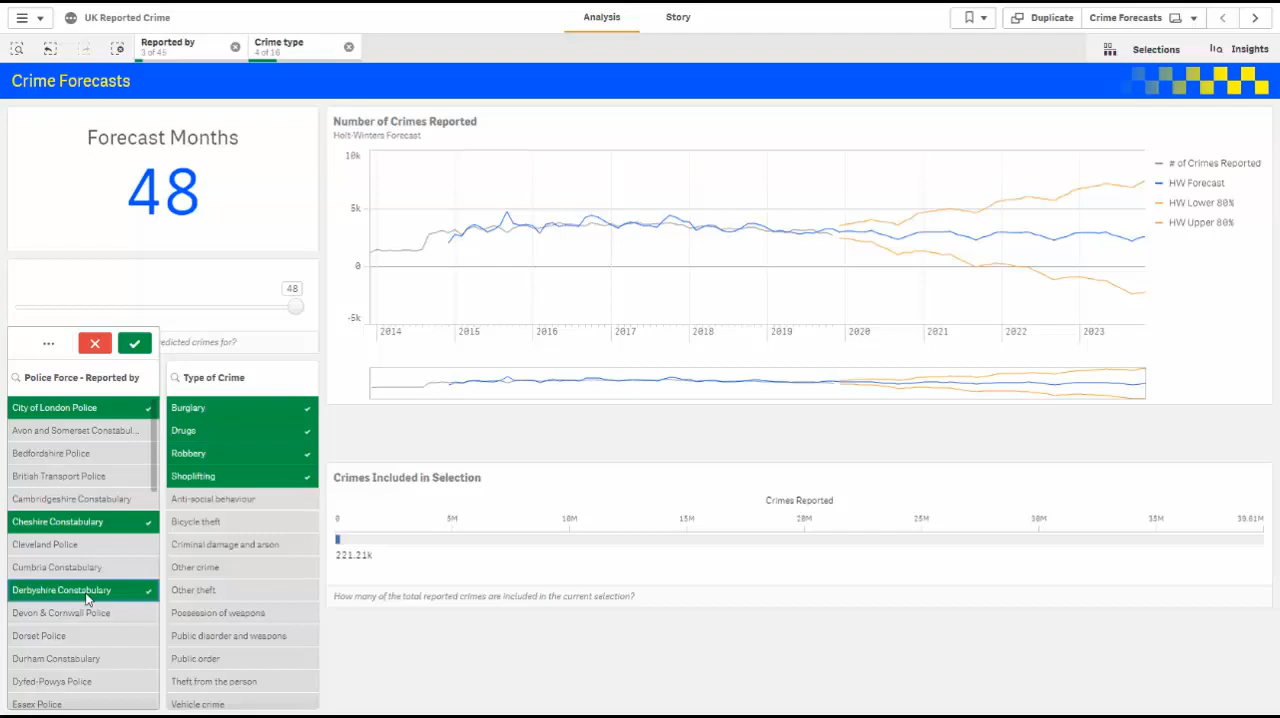 UK Reported Crime
Analysis
Story
Duplicate
Crime Forecasts
Reported by
3 of 45
Crime type
4 of 16
Selections
Insights
Crime Forecasts
Forecast Months
48
48
edicted crimes for?
Police Force - Reported by
City of London Police
Avon and Somerset Constabul...
Bedfordshire Police
British Transport Police
Cambridgeshire Constabulary
Cheshire Constabulary
Cleveland Police
Cumbria Constabulary
Derbyshire Constabulary
Devon & Cornwall Police
Dorset Police
Durham Constabulary
Dyfed-Powys Police
Essex Police
Type of Crime
Burglary
Drugs
Robbery
Shoplifting
Anti-social behaviour
Bicycle theft
Criminal damage and arson
Other crime
Other theft
Possession of weapons
Public disorder and weapons
Public order
Theft from the person
Vehicle crime
Number of Crimes Reported
Holt-Winters Forecast
10k
5k
0
-5k
2014 2015 2016 2017 2018 2019 2020 2021 2022 2023
# of Crimes Reported
HW Forecast
HW Lower 80%
HW Upper 80%
Crimes Included in Selection
Crimes Reported
0 5M 10M 15M 20M 25M 30M 35M 39.61M
221.21k
How many of the total reported crimes are included in the current selection?